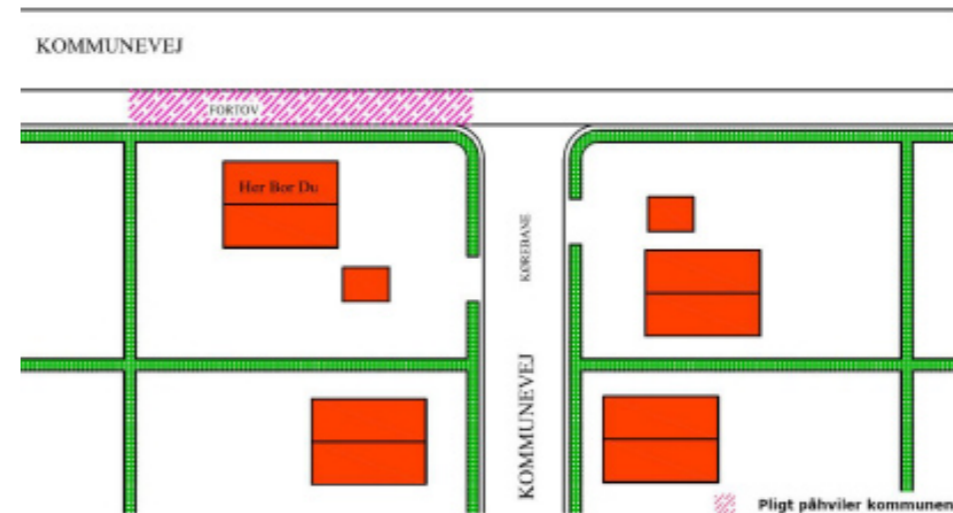 KOMMUNEVEJ
FORTOV
Her Bor Du
KØREBANE
KOMMUNEVEJ
Pligt påhviler kommunen